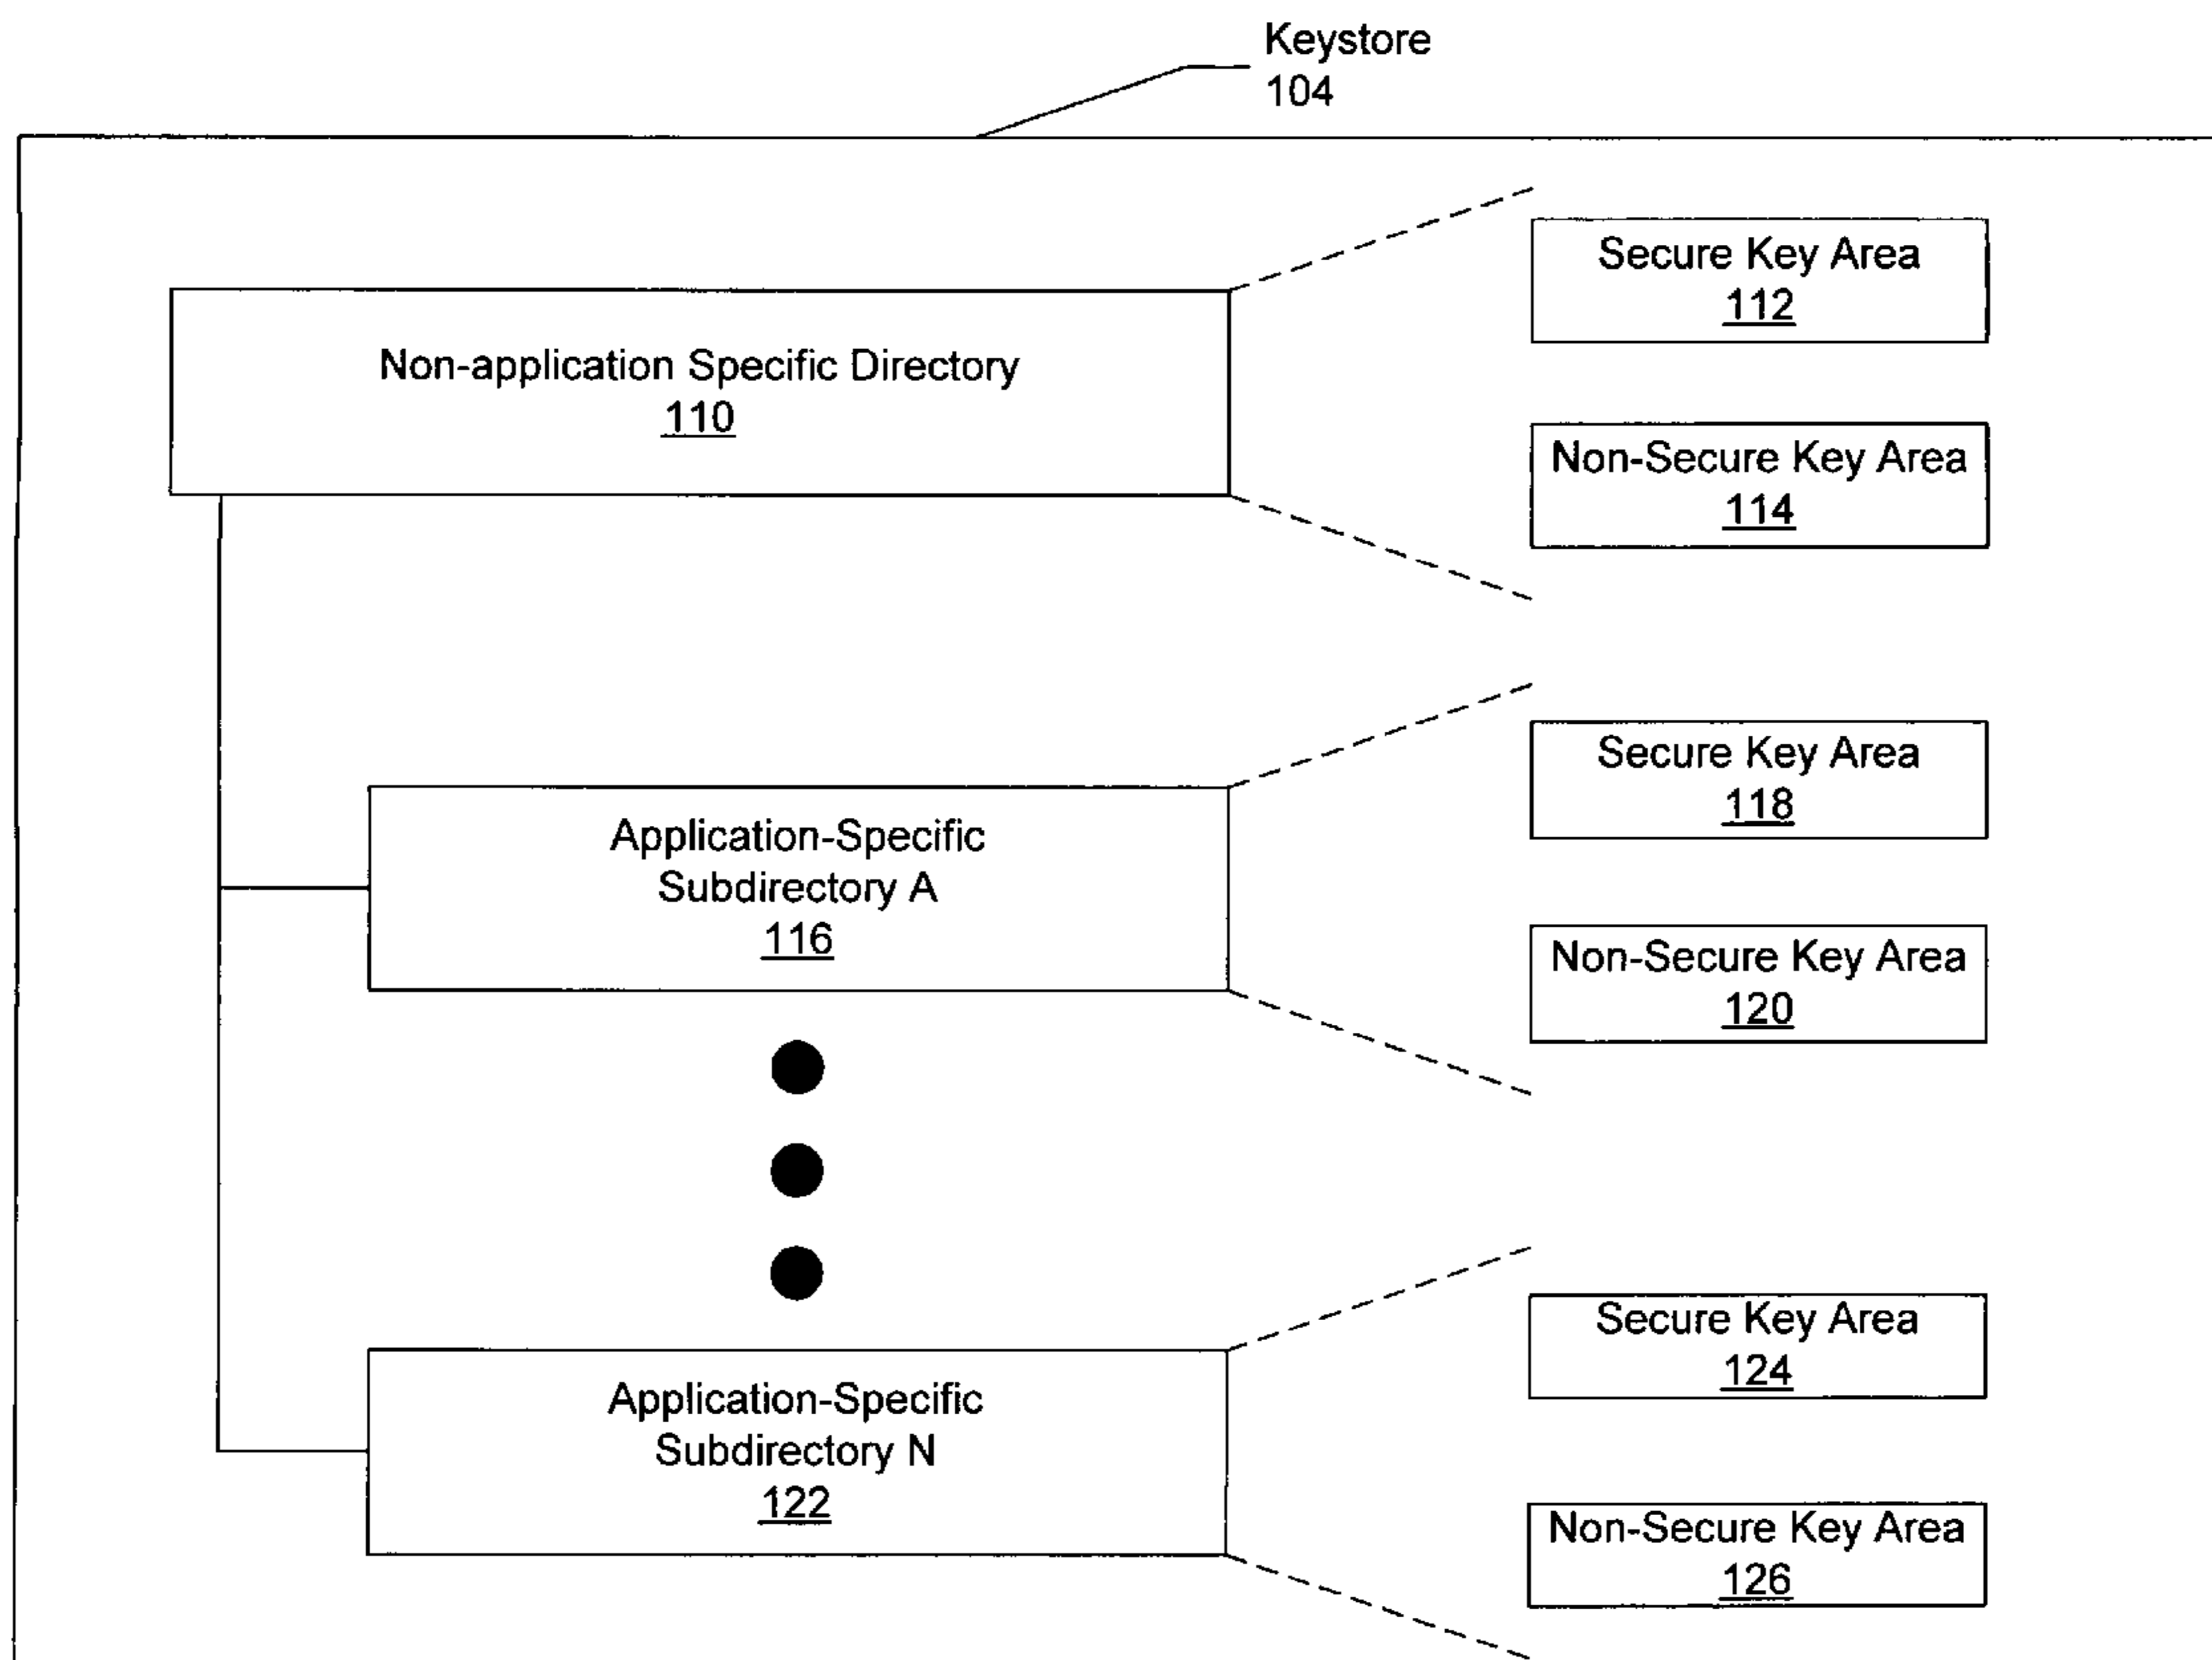 Keystore
104
Secure Key Area
112
Non-application Specific Directory
110
Non-Secure Key Area
114
Secure Key Area
118
Application-Specific
Subdirectory A
116
Non-Secure Key Area
120
Secure Key Area
124
Application-Specific
Subdirectory N
122
Non-Secure Key Area
126